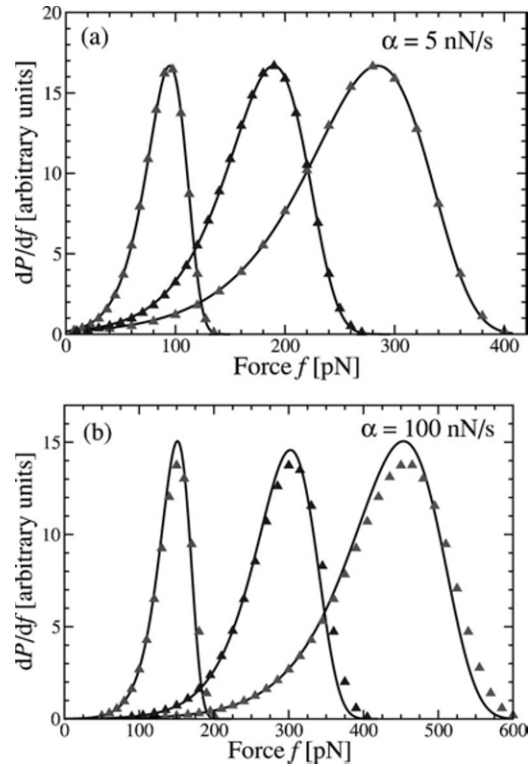 (a)
α = 5 nN/s
dP/df [arbitrary units]
20
15
10
5
0
0 100 200 300 400
Force f [pN]
(b)
α = 100 nN/s
dP/df [arbitrary units]
15
10
5
0
0 100 200 300 400 500 600
Force f [pN]